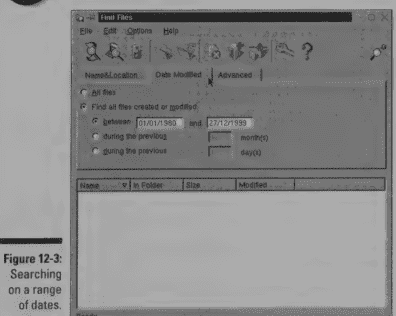 Find Files
File Edit Options Help
Name&Location Date Modified Advanced
All files
Find all files created or modified
between 01/01/1980 and 27/12/1999
during the previous month(s)
during the previous day(s)
Name In Folder Size Modified
Figure 12-3:
Searching
on a range
of dates.